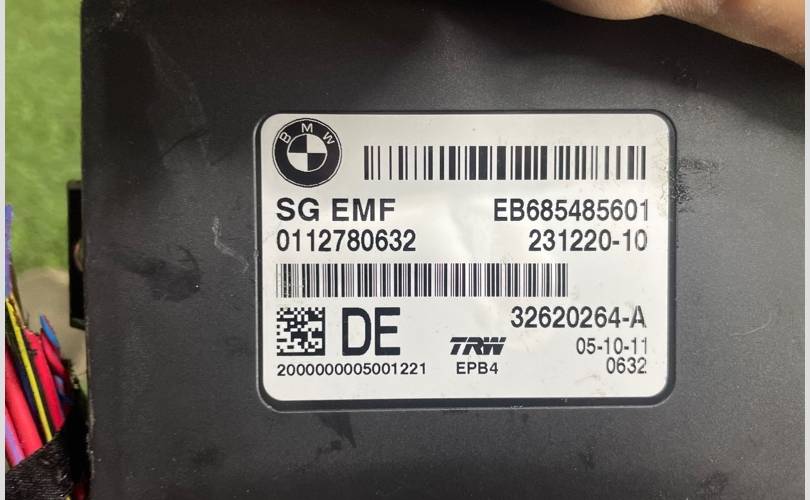 BMW
SG EMF EB685485601
0112780632 231220-10
32620264-A
DE TRW 05-10-11
2000000005001221 EPB4 0632